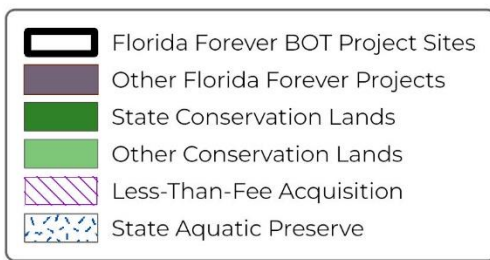 Florida Forever BOT Project Sites
Other Florida Forever Projects
State Conservation Lands
Other Conservation Lands
Less-Than-Fee Acquisition
State Aquatic Preserve